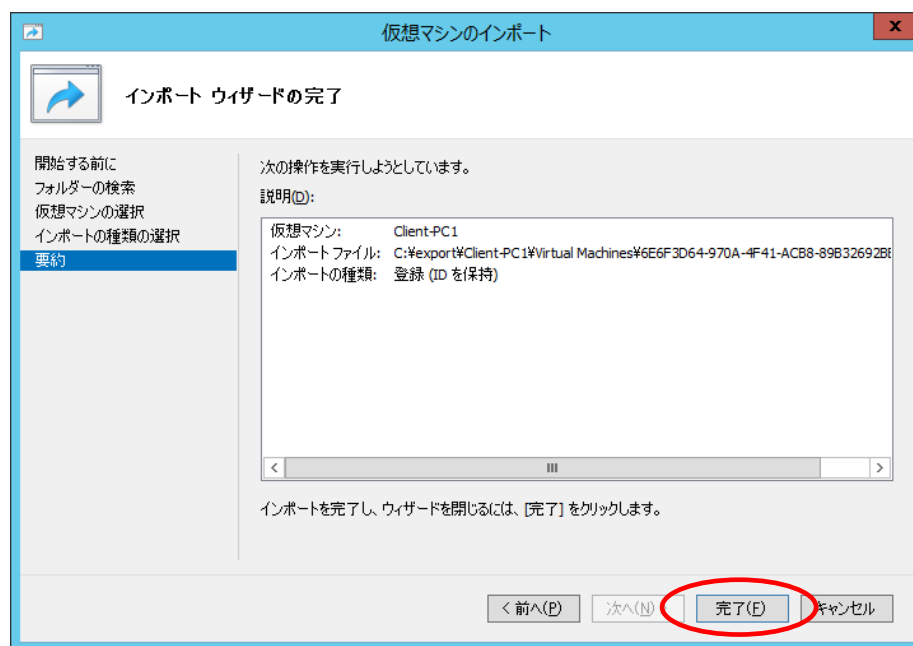 仮想マシンのインポート
x
インポート ウィザードの完了
開始する前に
フォルダーの検索
仮想マシンの選択
インポートの種類の選択
要約
次の操作を実行しようとしています。
説明(D):
仮想マシン: Client-PC1
インポート ファイル: C:¥export¥Client-PC1¥Virtual Machines¥6E6F3D64-970A-4F41-ACB8-89B32692BE
インポートの種類: 登録 (ID を保持)
インポートを完了し、ウィザードを閉じるには、[完了] をクリックします。
< 前へ(P) 次へ(N) 完了(F) キャンセル